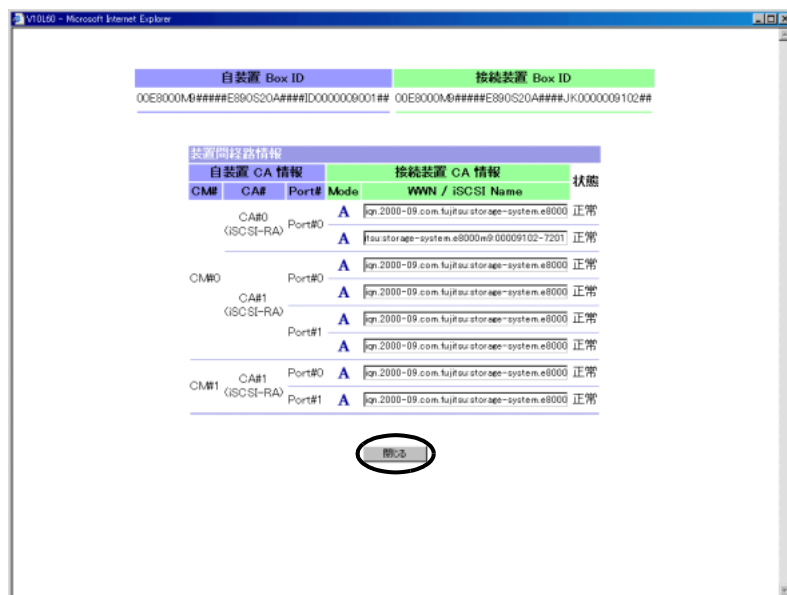 V10L60 - Microsoft Internet Explorer
自装置 Box ID 接続装置 Box ID
00E8000M9#####E890S20A####ID0000009001## 00E8000M9#####E890S20A####JK0000009102##
装置間経路情報
自装置 CA 情報 接続装置 CA 情報 状態
CM# CA# Port# Mode WWN / iSCSI Name
CM#0 CA#0 (iSCSI-RA) Port#0 A iqn.2000-09.com.fujitsu:storage-system.e8000 正常
A itsu:storage-system.e8000m9:00009102-7201 正常
CA#1 (iSCSI-RA) Port#0 A iqn.2000-09.com.fujitsu:storage-system.e8000 正常
A iqn.2000-09.com.fujitsu:storage-system.e8000 正常
Port#1 A iqn.2000-09.com.fujitsu:storage-system.e8000 正常
A iqn.2000-09.com.fujitsu:storage-system.e8000 正常
CM#1 CA#1 (iSCSI-RA) Port#0 A iqn.2000-09.com.fujitsu:storage-system.e8000 正常
Port#1 A iqn.2000-09.com.fujitsu:storage-system.e8000 正常
閉じる